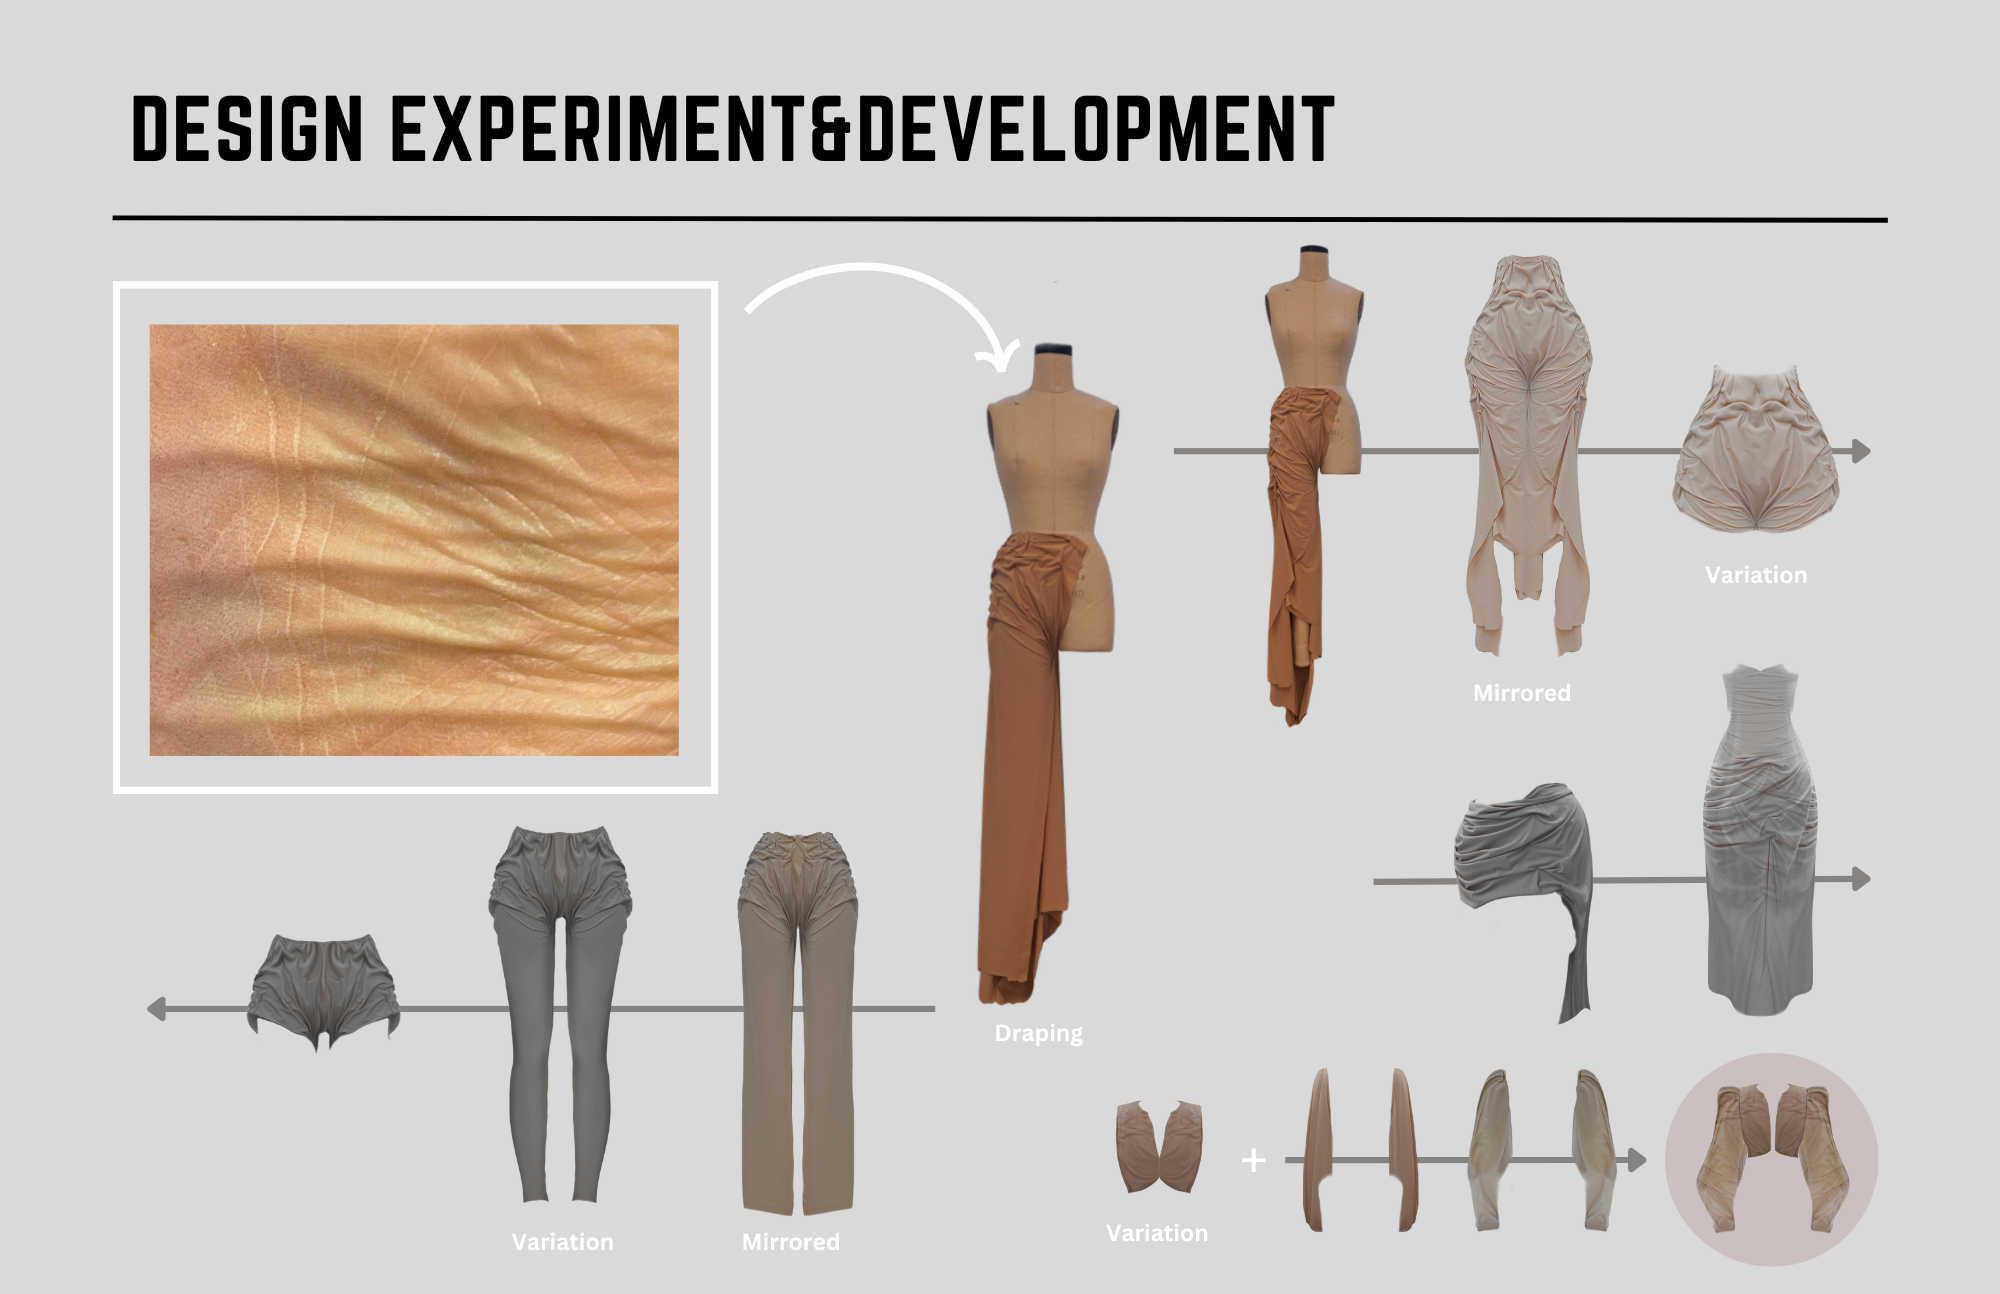 DESIGN EXPERIMENT&DEVELOPMENT
Variation
Mirrored
Draping
Variation
Mirrored
Variation
+